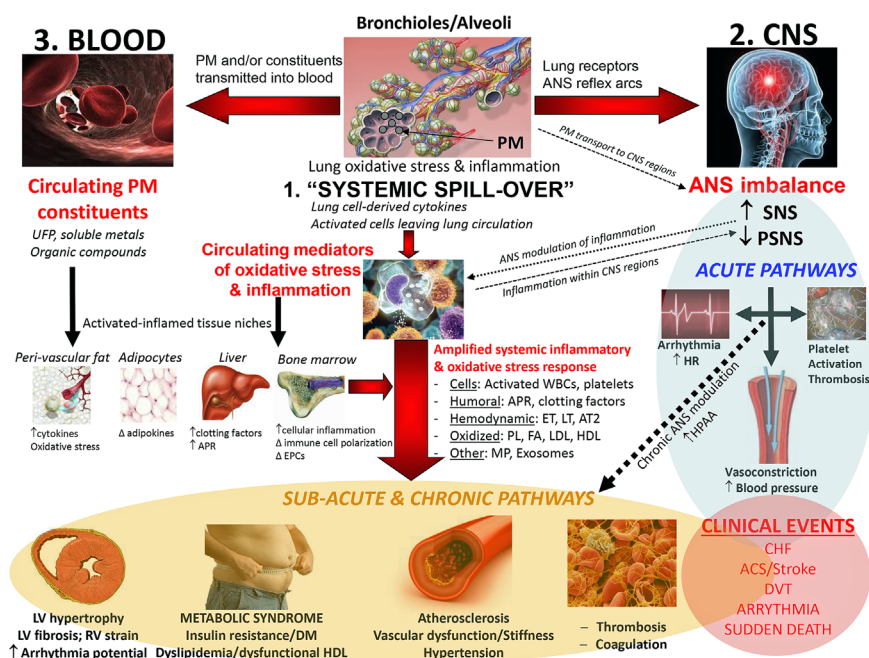 Bronchioles/Alveoli
3. BLOOD
2. CNS
PM and/or constituents
transmitted into blood
Lung receptors
ANS reflex arcs
PM
PM transport to CNS regions
Lung oxidative stress & inflammation
1. “SYSTEMIC SPILL-OVER”
Lung cell-derived cytokines
Activated cells leaving lung circulation
Circulating PM
constituents
UFP, soluble metals
Organic compounds
ANS imbalance
↑ SNS
↓ PSNS
Circulating mediators
of oxidative stress
& inflammation
ANS modulation of inflammation
Inflammation within CNS regions
ACUTE PATHWAYS
Activated-inflamed tissue niches
Peri-vascular fat
↑cytokines
Oxidative stress
Adipocytes
Δ adipokines
Liver
↑clotting factors
↑ APR
Bone marrow
↑cellular inflammation
Δ immune cell polarization
Δ EPCs
Amplified systemic inflammatory
& oxidative stress response
- Cells: Activated WBCs, platelets
- Humoral: APR, clotting factors
- Hemodynamic: ET, LT, AT2
- Oxidized: PL, FA, LDL, HDL
- Other: MP, Exosomes
Arrhythmia
↑ HR
Platelet
Activation
Thrombosis
Chronic ANS modulation
↑HPAA
Vasoconstriction
↑ Blood pressure
SUB-ACUTE & CHRONIC PATHWAYS
LV hypertrophy
LV fibrosis; RV strain
↑ Arrhythmia potential
METABOLIC SYNDROME
Insulin resistance/DM
Dyslipidemia/dysfunctional HDL
Atherosclerosis
Vascular dysfunction/Stiffness
Hypertension
– Thrombosis
– Coagulation
CLINICAL EVENTS
CHF
ACS/Stroke
DVT
ARRYTHMIA
SUDDEN DEATH